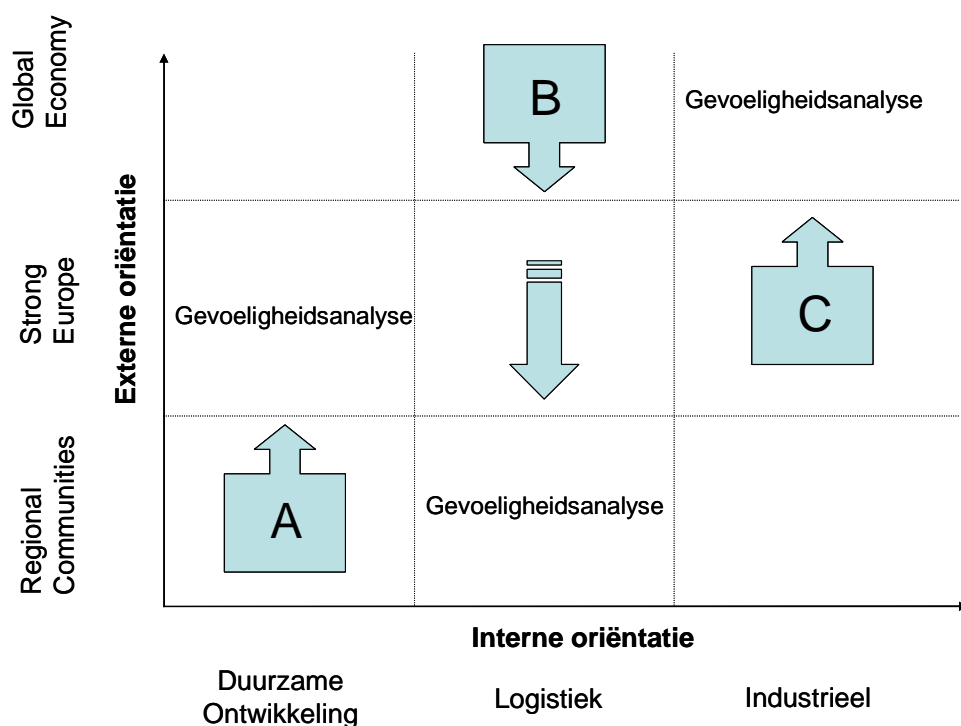 Global
Economy
B
Gevoeligheidsanalyse
Externe oriëntatie
Strong
Europe
Gevoeligheidsanalyse
C
Regional
Communities
A
Gevoeligheidsanalyse
Interne oriëntatie
Duurzame
Ontwikkeling
Logistiek
Industrieel